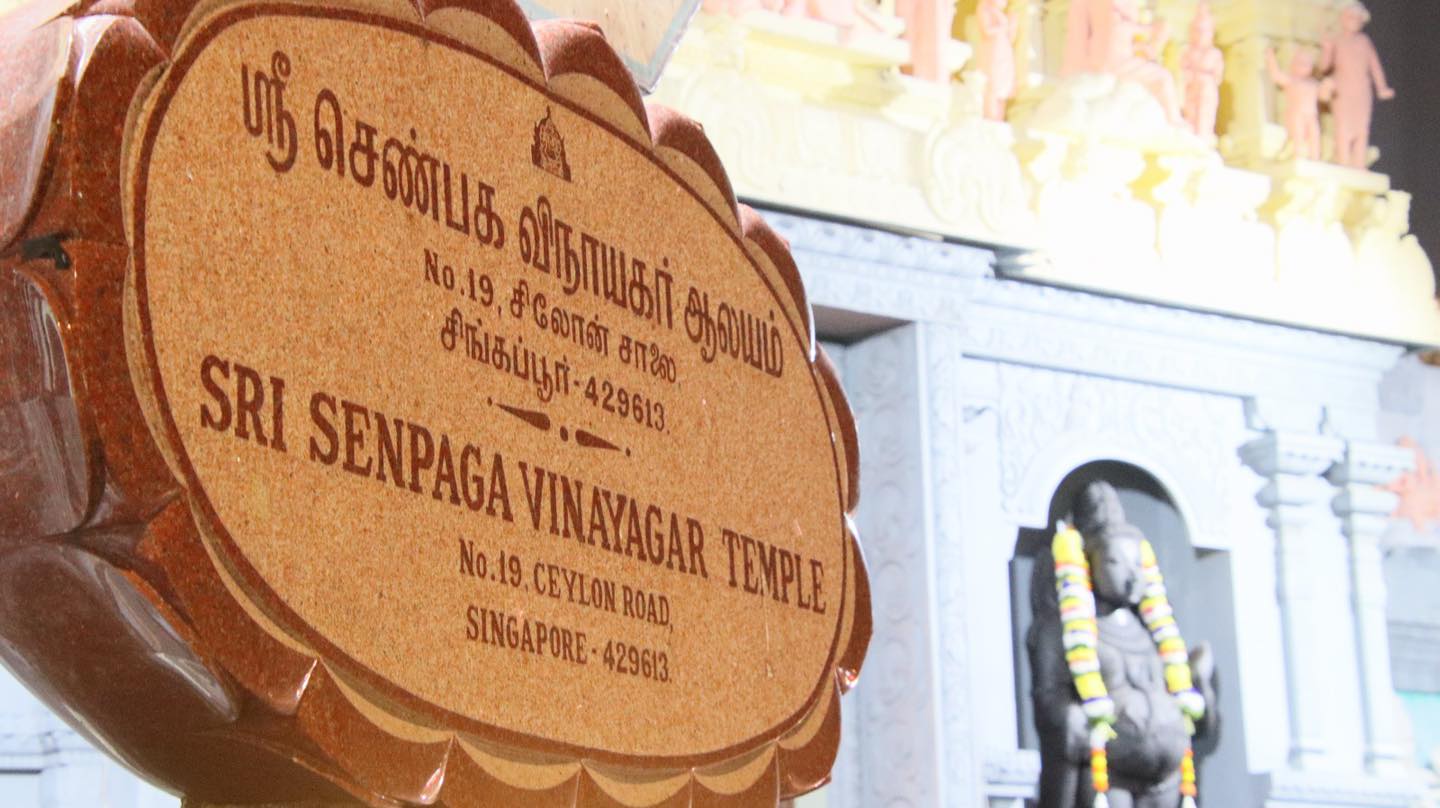 ஸ்ரீ செண்பக விநாயகர் ஆலயம்
No.19, சிலோன் சாலை,
சிங்கப்பூர்-429613.
SRI SENPAGA VINAYAGAR TEMPLE
No.19, CEYLON ROAD,
SINGAPORE-429613.